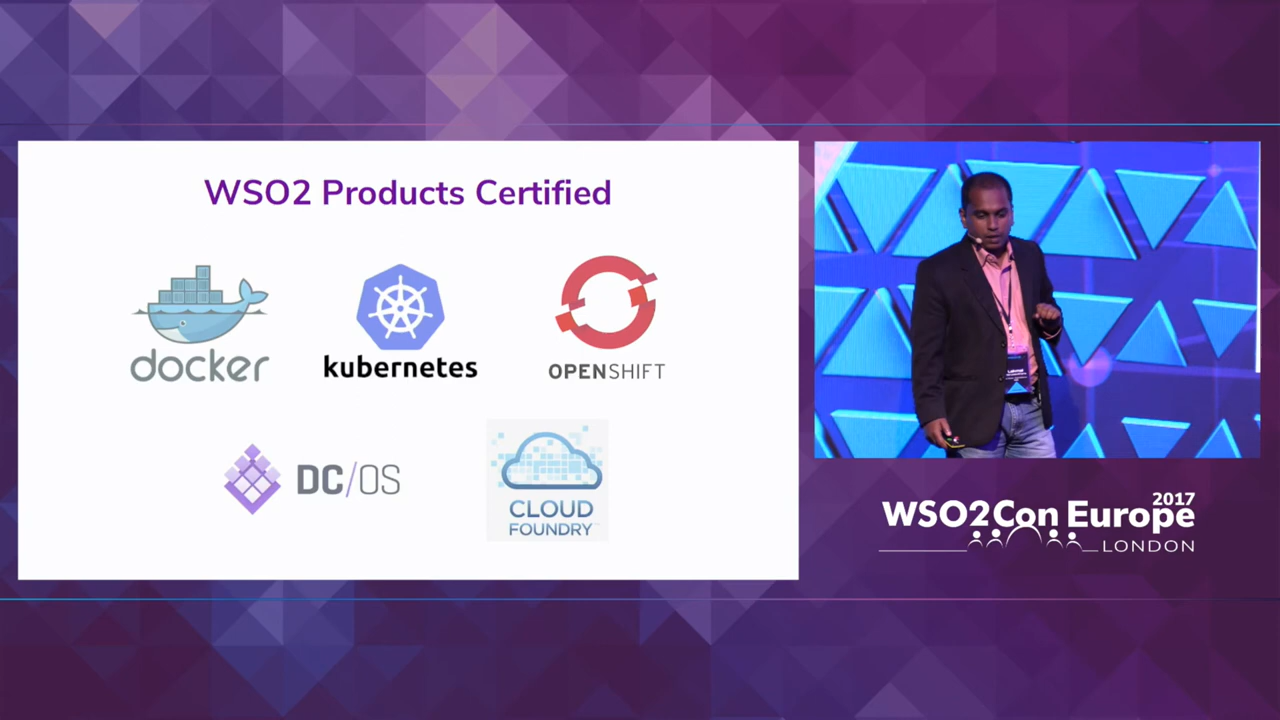 WSO2 Products Certified
docker
kubernetes
OPENSHIFT
DC/OS
CLOUD
FOUNDRY
2017
WSO2Con Europe
LONDON